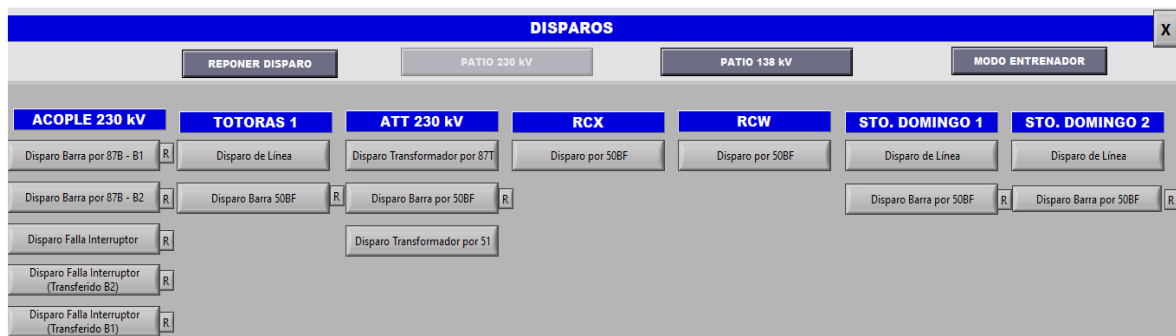 DISPAROS
X
REPONER DISPARO
PATIO 230 kV
PATIO 138 kV
MODO ENTRENADOR
ACOPLE 230 kV
TOTORAS 1
ATT 230 kV
RCX
RCW
STO. DOMINGO 1
STO. DOMINGO 2
Disparo Barra por 87B - B1
R
Disparo de Línea
Disparo Transformador por 87T
Disparo por 50BF
Disparo por 50BF
Disparo de Línea
Disparo de Línea
Disparo Barra por 87B - B2
R
Disparo Barra 50BF
R
Disparo Barra por 50BF
R
Disparo Barra por 50BF
R
Disparo Barra por 50BF
R
Disparo Falla Interruptor
R
Disparo Transformador por 51
Disparo Falla Interruptor
(Transferido B2)
R
Disparo Falla Interruptor
(Transferido B1)
R